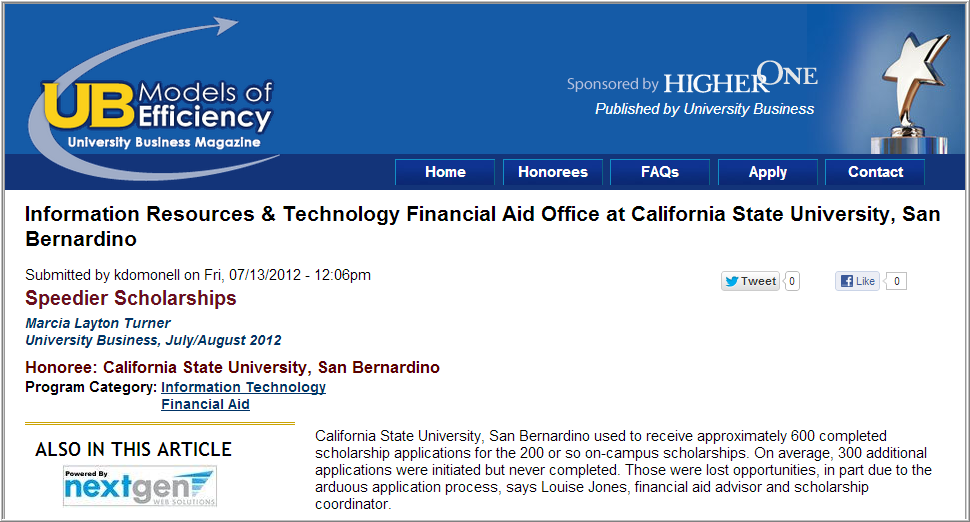 UB Models of
Efficiency
University Business Magazine
Sponsored by HIGHER ONE
Published by University Business
Home Honorees FAQs Apply Contact
Information Resources & Technology Financial Aid Office at California State University, San
Bernardino
Submitted by kdomonell on Fri, 07/13/2012 - 12:06pm
Tweet 0 Like 0
Speedier Scholarships
Marcia Layton Turner
University Business, July/August 2012
Honoree: California State University, San Bernardino
Program Category: Information Technology
Financial Aid
ALSO IN THIS ARTICLE
Powered By
nextgen
WEB SOLUTIONS
California State University, San Bernardino used to receive approximately 600 completed
scholarship applications for the 200 or so on-campus scholarships. On average, 300 additional
applications were initiated but never completed. Those were lost opportunities, in part due to the
arduous application process, says Louise Jones, financial aid advisor and scholarship
coordinator.